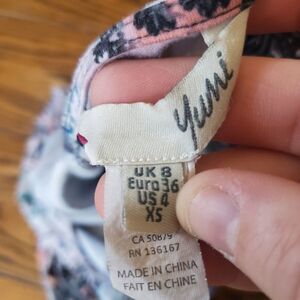 Yumi
UK 8
Euro 36
US 4
XS
CA 50879
RN 136167
MADE IN CHINA
FAIT EN CHINE